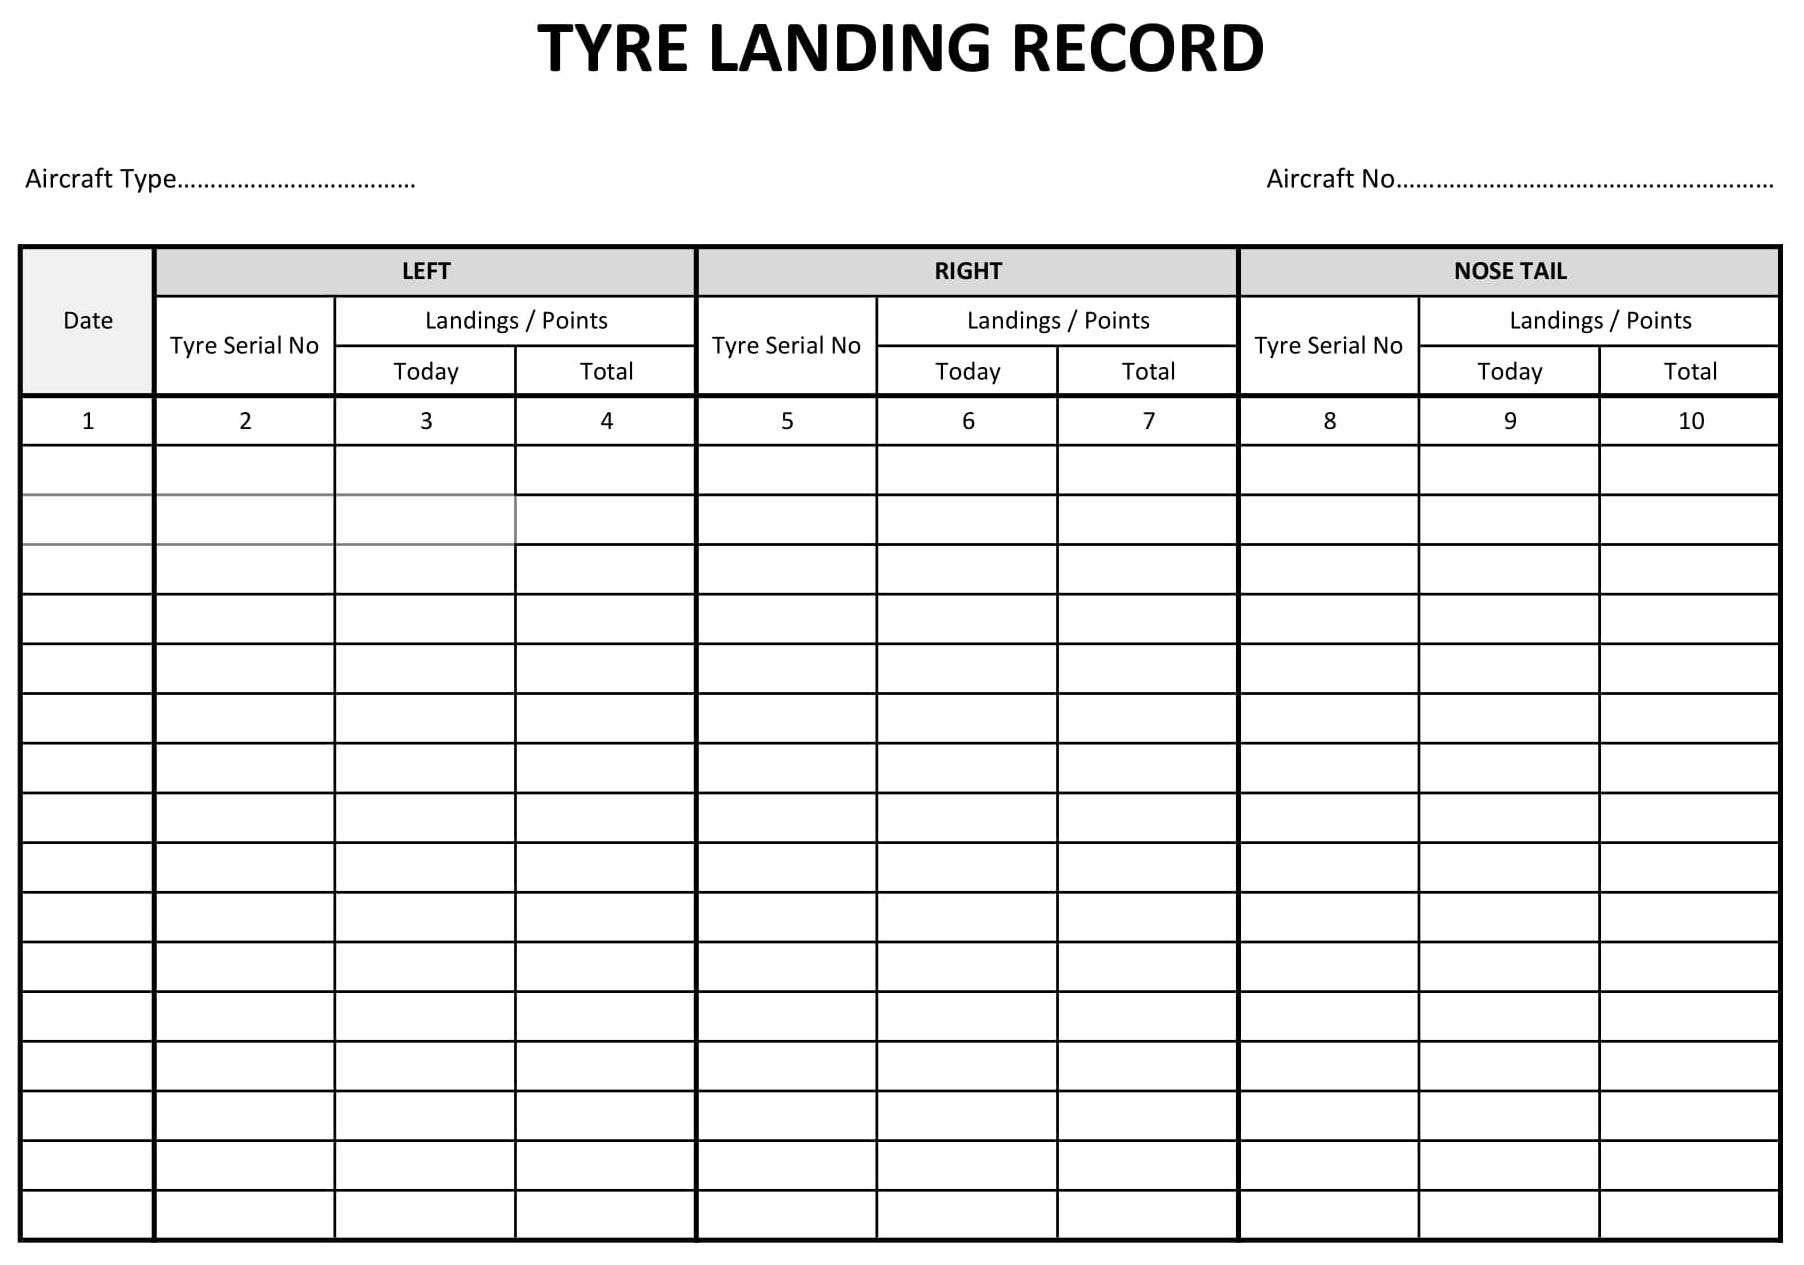 TYRE LANDING RECORD
Aircraft Type.................................... Aircraft No.........................................................
Date LEFT RIGHT NOSE TAIL
Tyre Serial No Landings / Points Tyre Serial No Landings / Points Tyre Serial No Landings / Points
Today Total Today Total Today Total
1 2 3 4 5 6 7 8 9 10